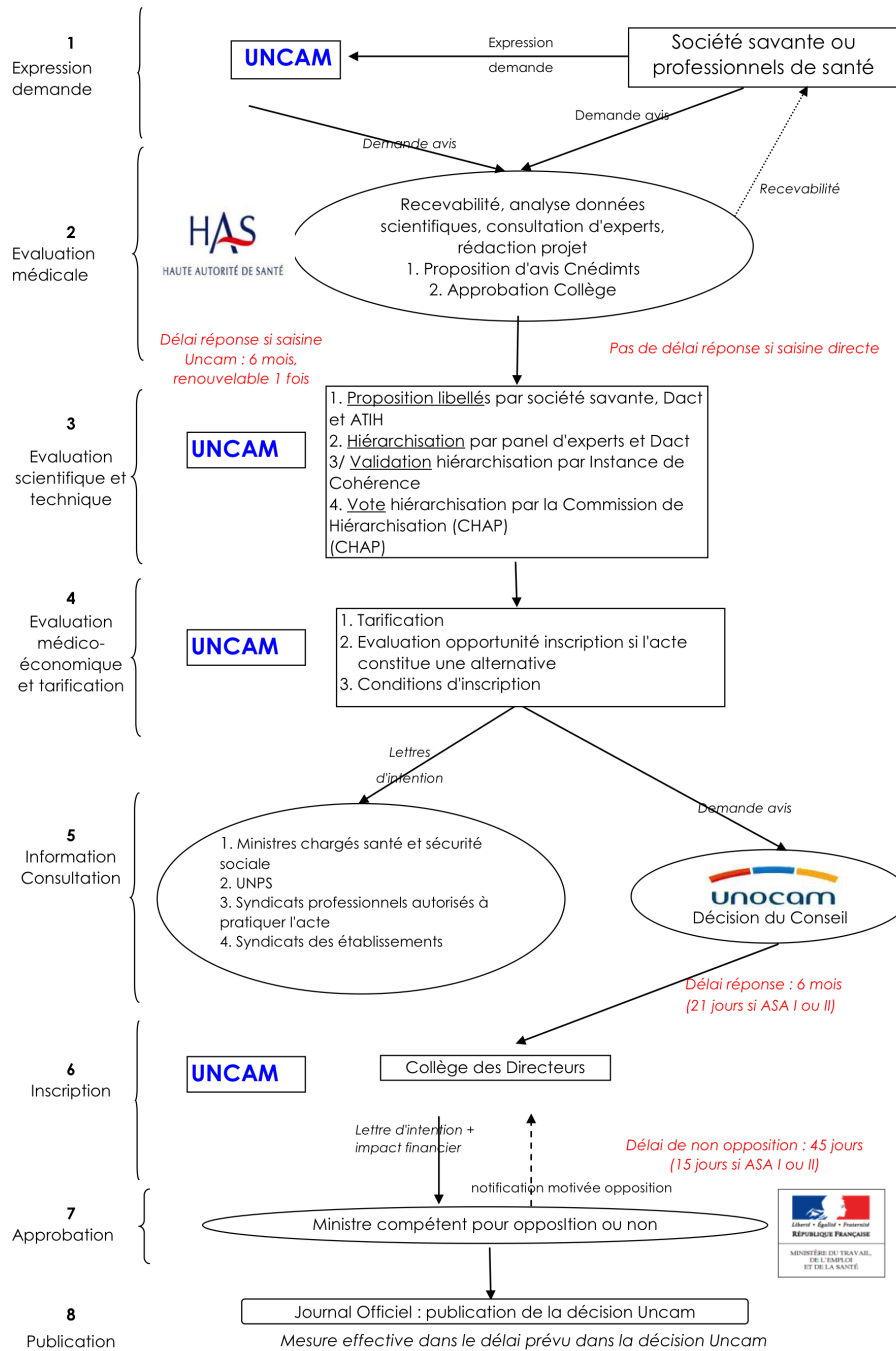 1
Expression
demande
UNCAM
Expression
demande
Société savante ou
professionnels de santé
Demande avis
Demande avis
Recevabilité
2
Evaluation
médicale
HAS
HAUTE AUTORITÉ DE SANTÉ
Recevabilité, analyse données
scientifiques, consultation d'experts,
rédaction projet
1. Proposition d'avis Cnédimts
2. Approbation Collège
Délai réponse si saisine
Uncam : 6 mois,
renouvelable 1 fois
Pas de délai réponse si saisine directe
3
Evaluation
scientifique et
technique
UNCAM
1. Proposition libellés par société savante, Dact
et ATIH
2. Hiérarchisation par panel d'experts et Dact
3/ Validation hiérarchisation par Instance de
Cohérence
4. Vote hiérarchisation par la Commission de
Hiérarchisation (CHAP)
(CHAP)
4
Evaluation
médico-
économique
et tarification
UNCAM
1. Tarification
2. Evaluation opportunité inscription si l'acte
constitue une alternative
3. Conditions d'inscription
Lettres
d'intention
Demande avis
5
Information
Consultation
1. Ministres chargés santé et sécurité
sociale
2. UNPS
3. Syndicats professionnels autorisés à
pratiquer l'acte
4. Syndicats des établissements
unocam
Décision du Conseil
Délai réponse : 6 mois
(21 jours si ASA I ou II)
6
Inscription
UNCAM
Collège des Directeurs
Lettre d'intention +
impact financier
Délai de non opposition : 45 jours
(15 jours si ASA I ou II)
notification motivée opposition
7
Approbation
Ministre compétent pour opposition ou non
Liberté • Égalité • Fraternité
RÉPUBLIQUE FRANÇAISE
MINISTÈRE DU TRAVAIL,
DE L'EMPLOI
ET DE LA SANTÉ
8
Publication
Journal Officiel : publication de la décision Uncam
Mesure effective dans le délai prévu dans la décision Uncam